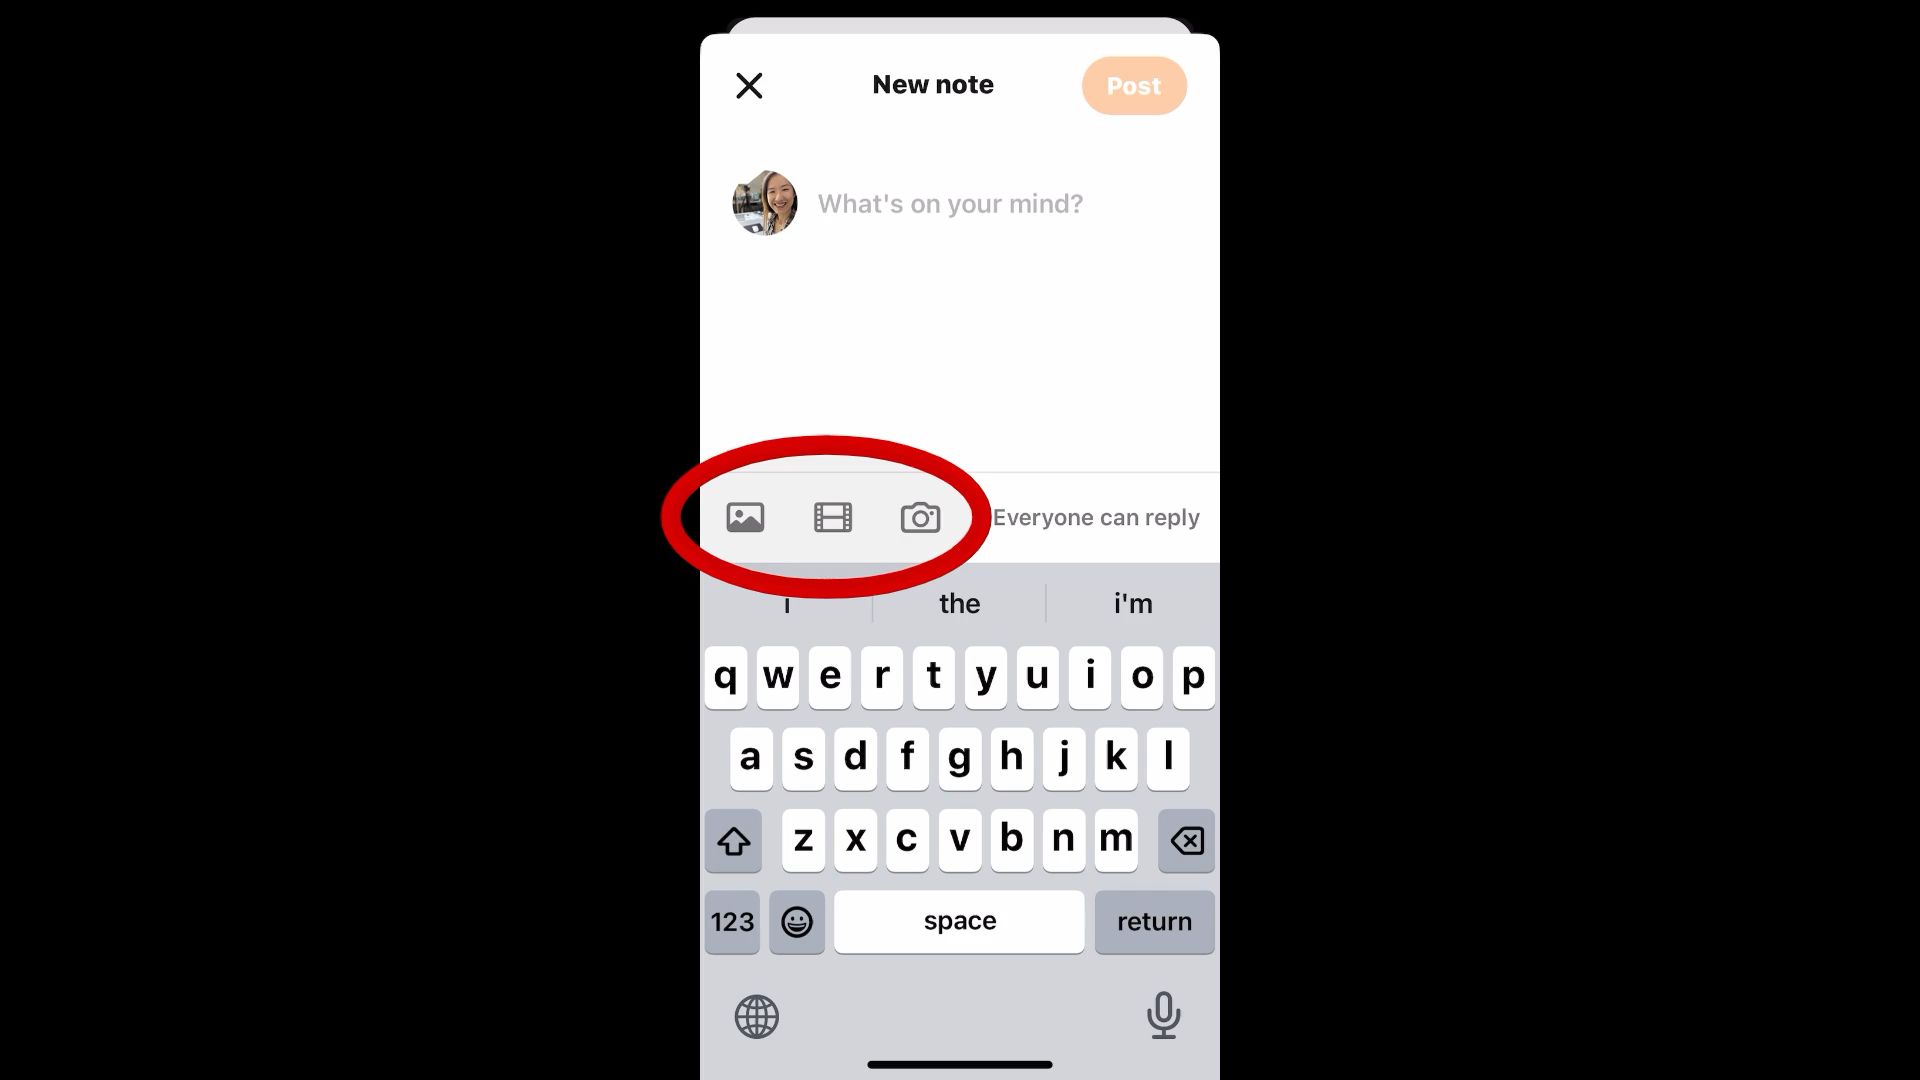 New note
Post
What's on your mind?
Everyone can reply
i
the
i'm
q w e r t y u i o p
a s d f g h j k l
z x c v b n m
123
space
return